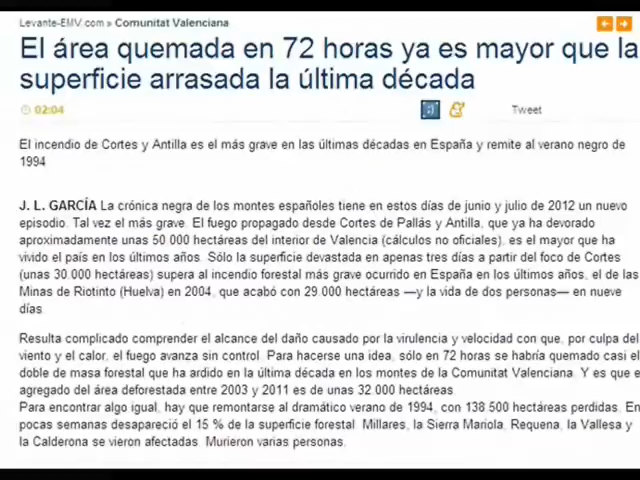 Levante-EMV.com » Comunitat Valenciana
El área quemada en 72 horas ya es mayor que la
superficie arrasada la última década
02:04
Tweet
El incendio de Cortes y Antilla es el más grave en las últimas décadas en España y remite al verano negro de
1994
J. L. GARCÍA La crónica negra de los montes españoles tiene en estos días de junio y julio de 2012 un nuevo
episodio. Tal vez el más grave. El fuego propagado desde Cortes de Pallás y Antilla, que ya ha devorado
aproximadamente unas 50 000 hectáreas del interior de Valencia (cálculos no oficiales), es el mayor que ha
vivido el país en los últimos años. Sólo la superficie devastada en apenas tres días a partir del foco de Cortes
(unas 30.000 hectáreas) supera al incendio forestal más grave ocurrido en España en los últimos años, el de las
Minas de Riotinto (Huelva) en 2004, que acabó con 29.000 hectáreas —y la vida de dos personas— en nueve
días.
Resulta complicado comprender el alcance del daño causado por la virulencia y velocidad con que, por culpa del
viento y el calor, el fuego avanza sin control. Para hacerse una idea, sólo en 72 horas se habría quemado casi el
doble de masa forestal que ha ardido en la última década en los montes de la Comunitat Valenciana. Y es que e
agregado del área deforestada entre 2003 y 2011 es de unas 32.000 hectáreas.
Para encontrar algo igual, hay que remontarse al dramático verano de 1994, con 138.500 hectáreas perdidas. En
pocas semanas desapareció el 15 % de la superficie forestal. Millares, la Sierra Mariola, Requena, la Vallesa y
la Calderona se vieron afectadas. Murieron varias personas.